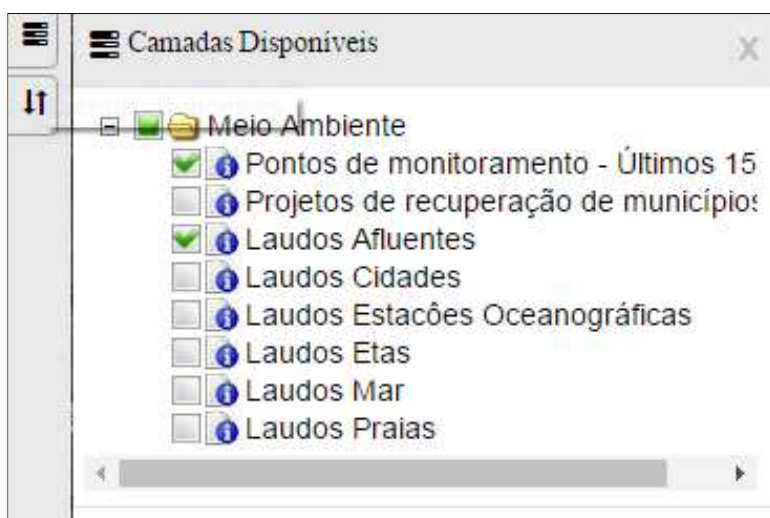 Camadas Disponíveis
Meio Ambiente
Pontos de monitoramento - Últimos 15
Projetos de recuperação de municípios
Laudos Afluentes
Laudos Cidades
Laudos Estacôes Oceanográficas
Laudos Etas
Laudos Mar
Laudos Praias